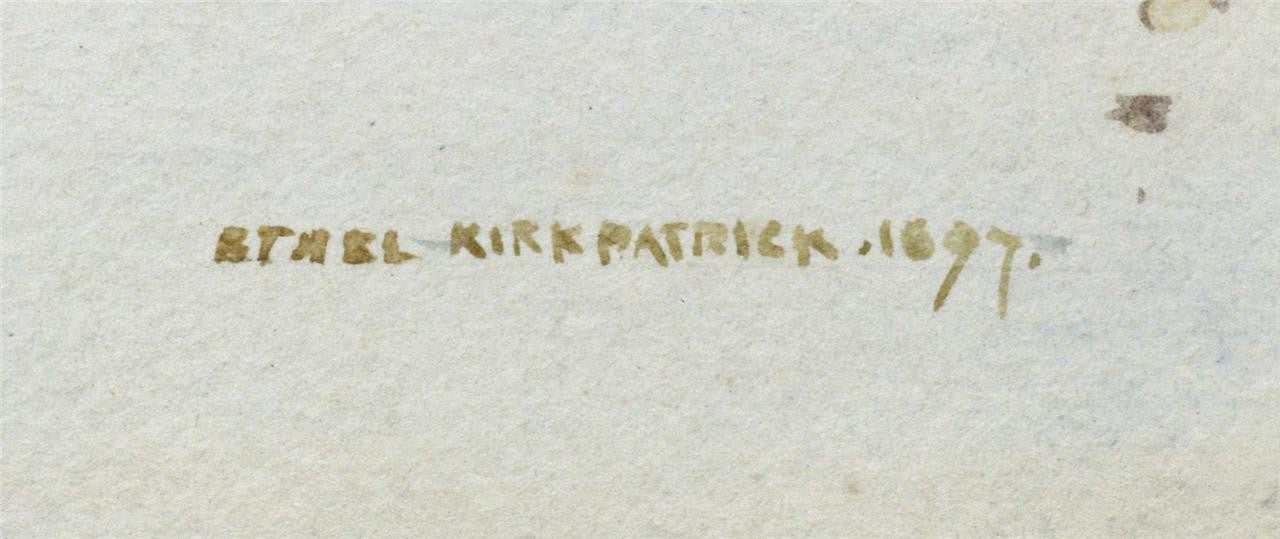 ETHEL KIRKPATRICK .1897.